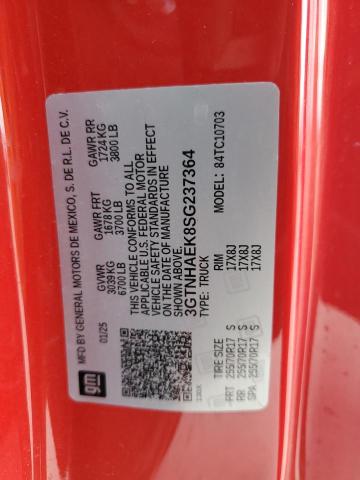 MFD BY GENERAL MOTORS DE MEXICO, S. DE R.L. DE C.V.
01/25 GVWR GAWR FRT GAWR RR
3039 KG 1678 KG 1724 KG
6700 LB 3700 LB 3800 LB
THIS VEHICLE CONFORMS TO ALL
APPLICABLE U.S. FEDERAL MOTOR
VEHICLE SAFETY STANDARDS IN EFFECT
ON THE DATE OF MANUFACTURE
SHOWN ABOVE.
3GTNHAEK8SG237364
TYPE: TRUCK MODEL: 84TC10703
TIRE SIZE RIM
FRT 255/70R17 S 17X8J
RR 255/70R17 S 17X8J
SPA 255/70R17 S 17X8J
gm